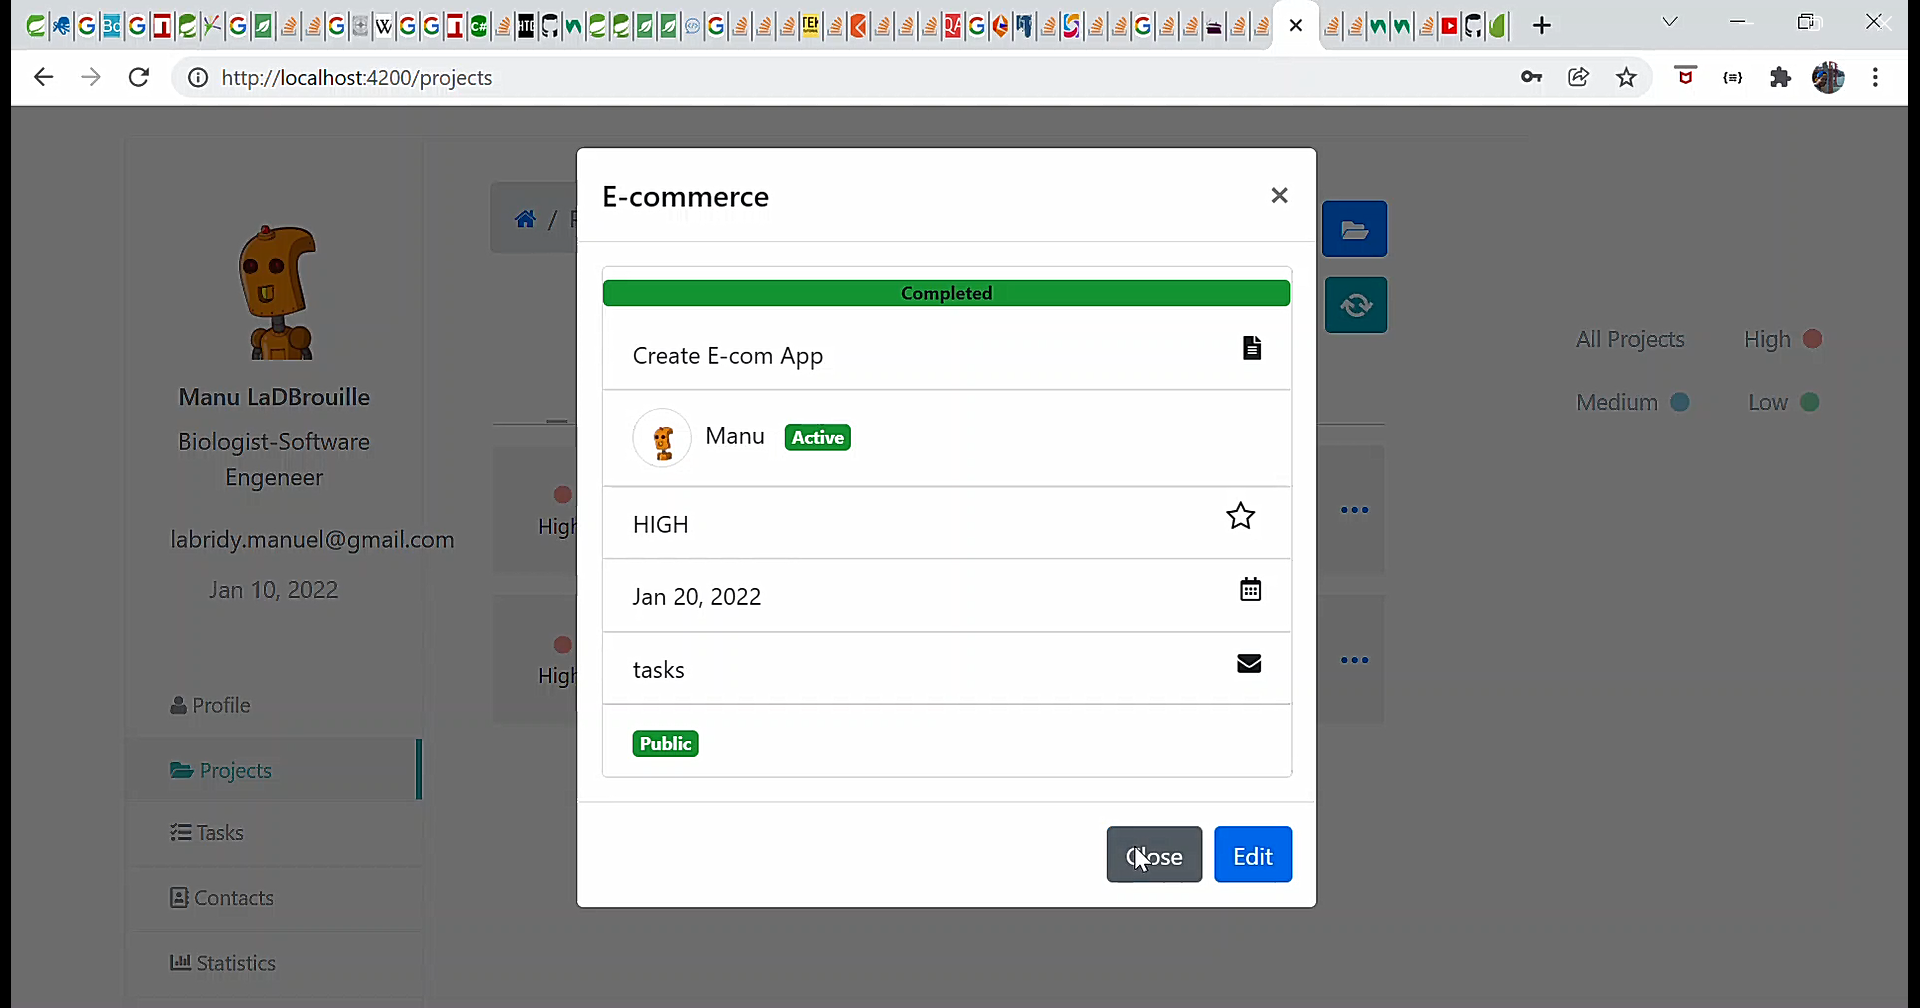 http://localhost:4200/projects
E-commerce
Completed
Create E-com App
Manu Active
HIGH
Jan 20, 2022
tasks
Public
Close
Edit
/
Manu LaDBrouille
Biologist-Software
Engeneer
labridy.manuel@gmail.com
Jan 10, 2022
Profile
Projects
Tasks
Contacts
Statistics
High
High
All Projects
High
Medium
Low